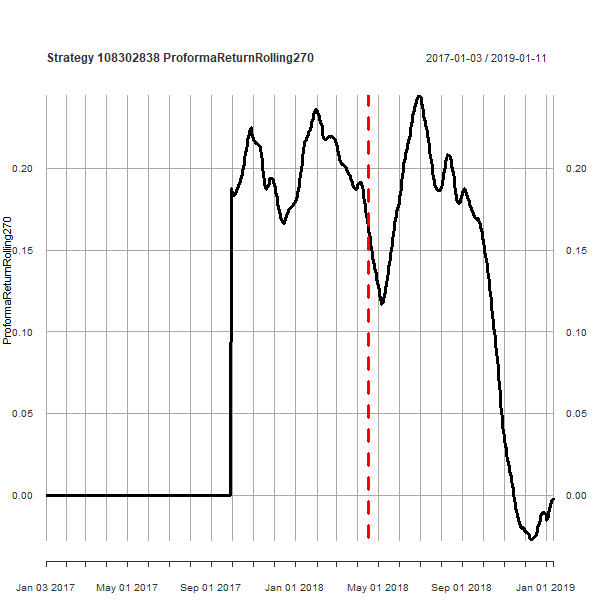 Strategy 108302838 ProformaReturnRolling270
2017-01-03 / 2019-01-11
ProformaReturnRolling270
0.20
0.20
0.15
0.15
0.10
0.10
0.05
0.05
0.00
0.00
Jan 03 2017
May 01 2017
Sep 01 2017
Jan 01 2018
May 01 2018
Sep 01 2018
Jan 01 2019